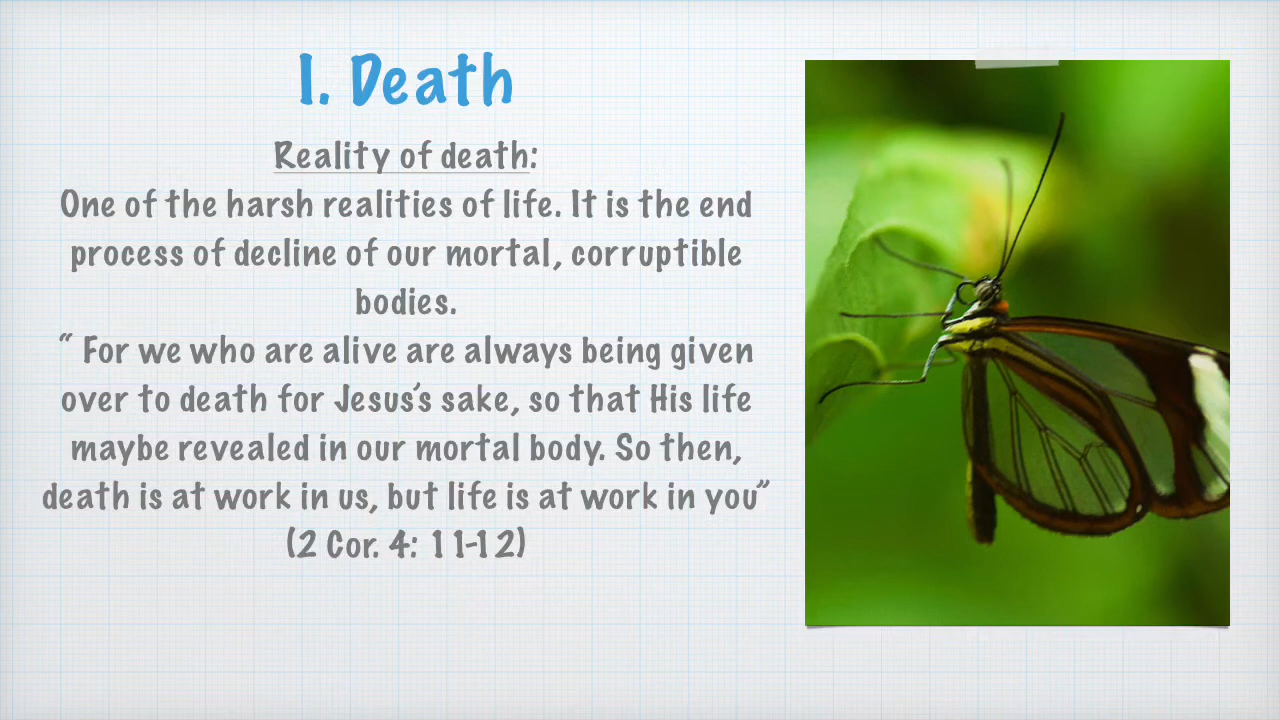 I. Death
Reality of death:
One of the harsh realities of life. It is the end
process of decline of our mortal, corruptible
bodies.
“ For we who are alive are always being given
over to death for Jesus’s sake, so that His life
maybe revealed in our mortal body. So then,
death is at work in us, but life is at work in you”
(2 Cor. 4: 11-12)